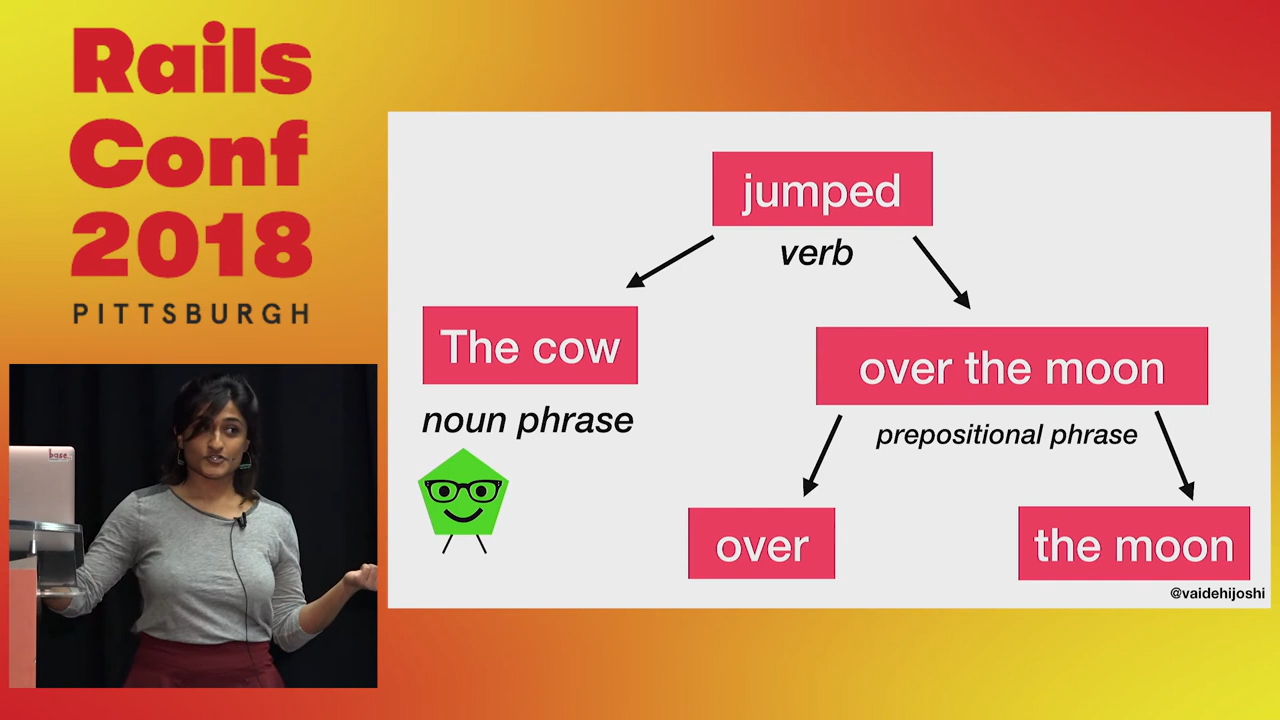 Rails
Conf
2018
PITTSBURGH
base
jumped
verb
The cow
noun phrase
over the moon
prepositional phrase
over
the moon
@vaidehijoshi